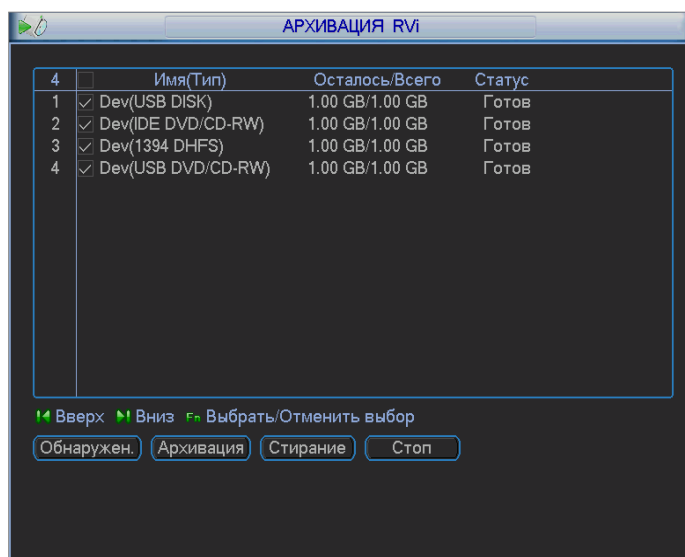 АРХИВАЦИЯ RVi
4 Имя(Тип) Осталось/Всего Статус
1 Dev(USB DISK) 1.00 GB/1.00 GB Готов
2 Dev(IDE DVD/CD-RW) 1.00 GB/1.00 GB Готов
3 Dev(1394 DHFS) 1.00 GB/1.00 GB Готов
4 Dev(USB DVD/CD-RW) 1.00 GB/1.00 GB Готов
Вверх Вниз Fn Выбрать/Отменить выбор
Обнаружен. Архивация Стирание Стоп